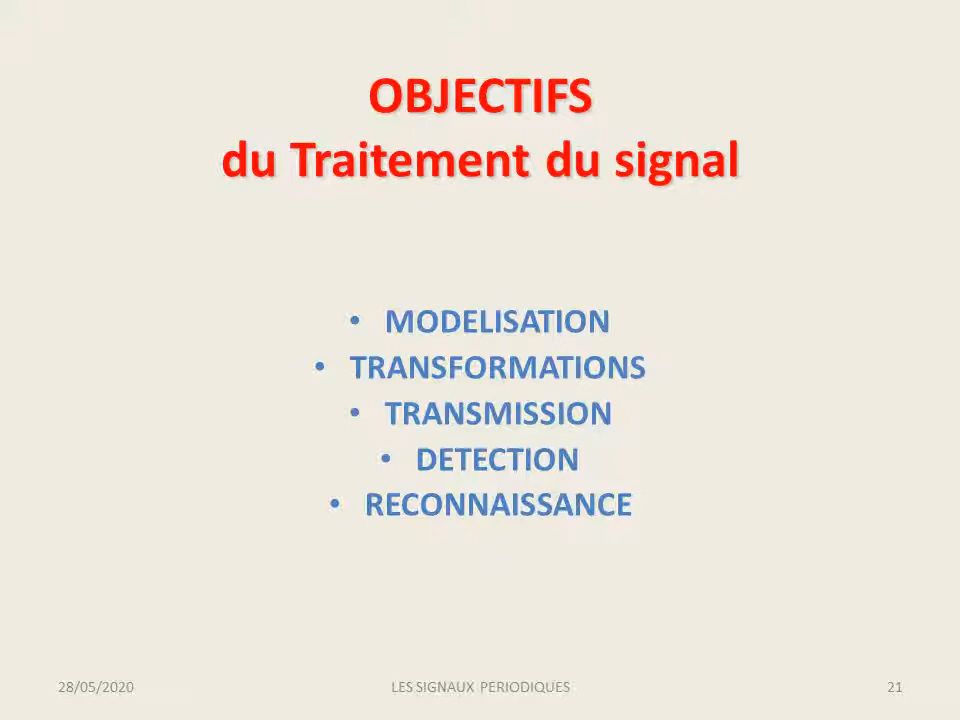 OBJECTIFS
du Traitement du signal
• MODELISATION
• TRANSFORMATIONS
• TRANSMISSION
• DETECTION
• RECONNAISSANCE
28/05/2020 LES SIGNAUX PERIODIQUES 21